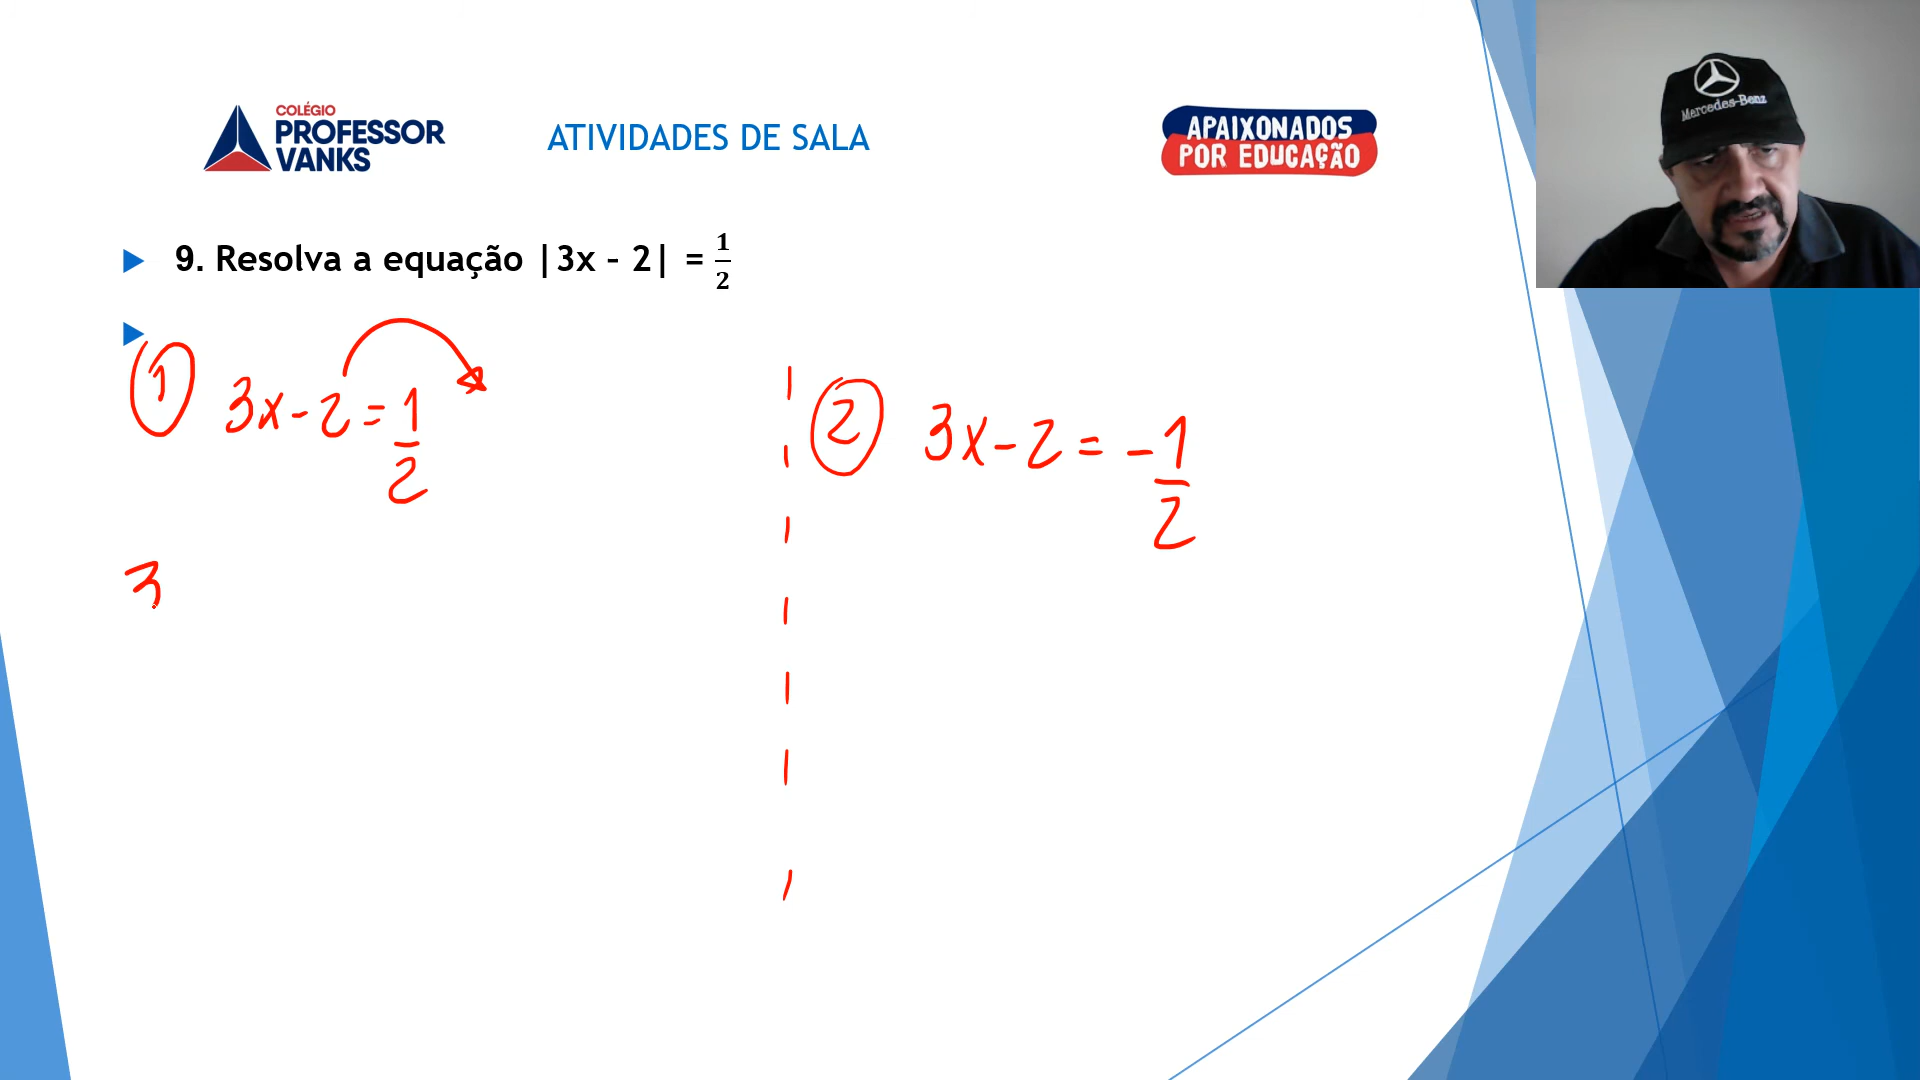 COLÉGIO
PROFESSOR
VANKS
ATIVIDADES DE SALA
APAIXONADOS
POR EDUCAÇÃO
Mercedes-Benz
9. Resolva a equação |3x – 2| = 1/2
1 3x-2=1/2
2 3x-2=-1/2
3